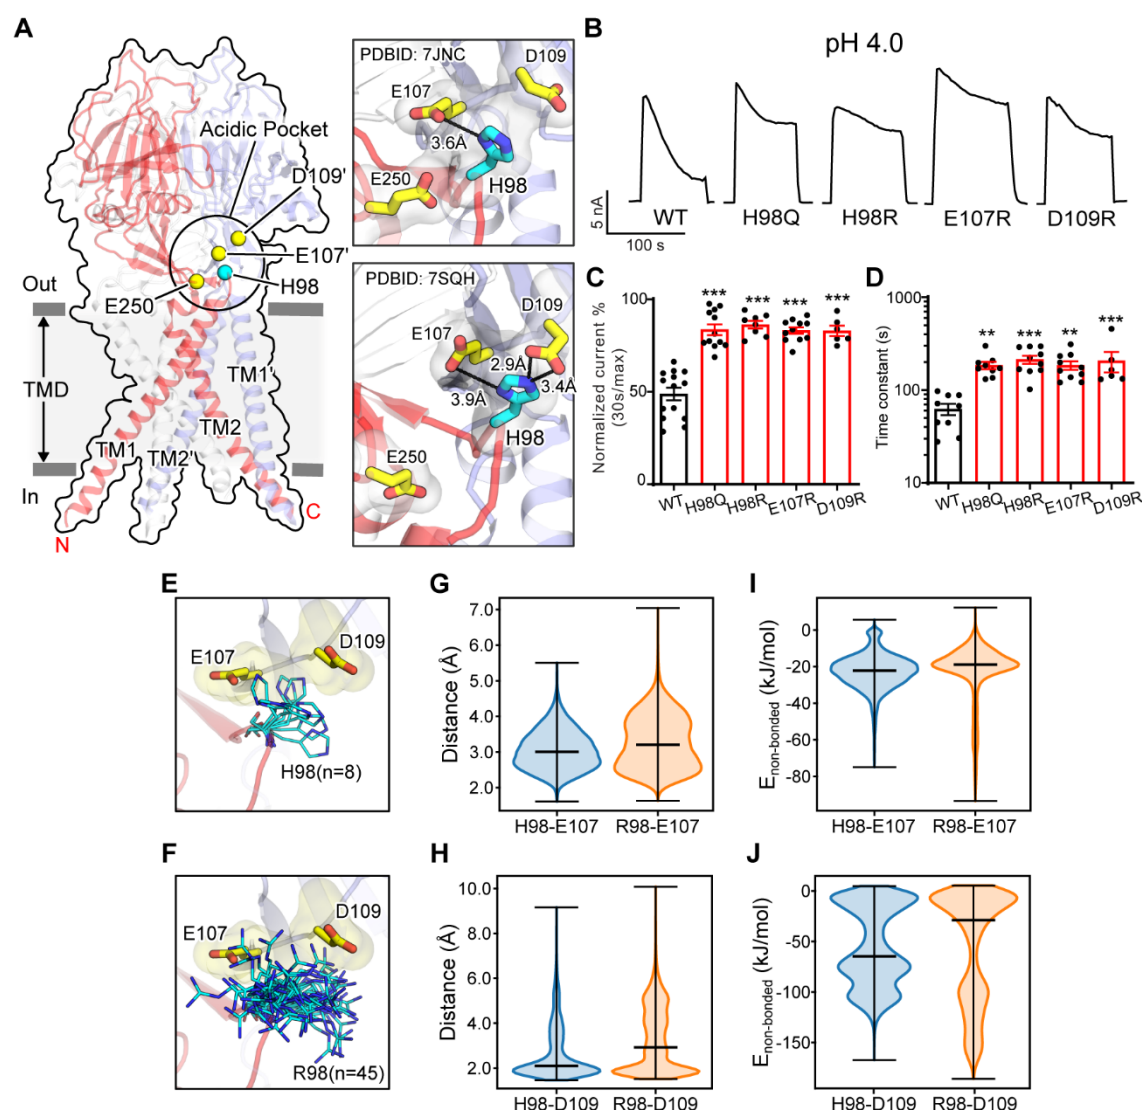 A
Acidic Pocket
D109'
E107'
H98
E250
Out
TMD
In
TM1'
TM2
TM1
TM2'
N
C
PDBID: 7JNC
D109
E107
3.6Å
H98
E250
PDBID: 7SQH
D109
E107
2.9Å
3.4Å
3.9Å
H98
E250
B
pH 4.0
5 nA
100 s
WT
H98Q
H98R
E107R
D109R
C
Normalized current %
(30s/max)
100
50
0
***
***
***
***
WT
H98Q
H98R
E107R
D109R
D
Time constant (s)
1000
100
10
**
***
**
***
WT
H98Q
H98R
E107R
D109R
E
D109
E107
H98(n=8)
G
Distance (Å)
7.0
6.0
5.0
4.0
3.0
2.0
H98-E107
R98-E107
I
Enon-bonded (kJ/mol)
0
-20
-40
-60
-80
H98-E107
R98-E107
F
D109
E107
R98(n=45)
H
Distance (Å)
10.0
8.0
6.0
4.0
2.0
H98-D109
R98-D109
J
Enon-bonded (kJ/mol)
0
-50
-100
-150
H98-D109
R98-D109